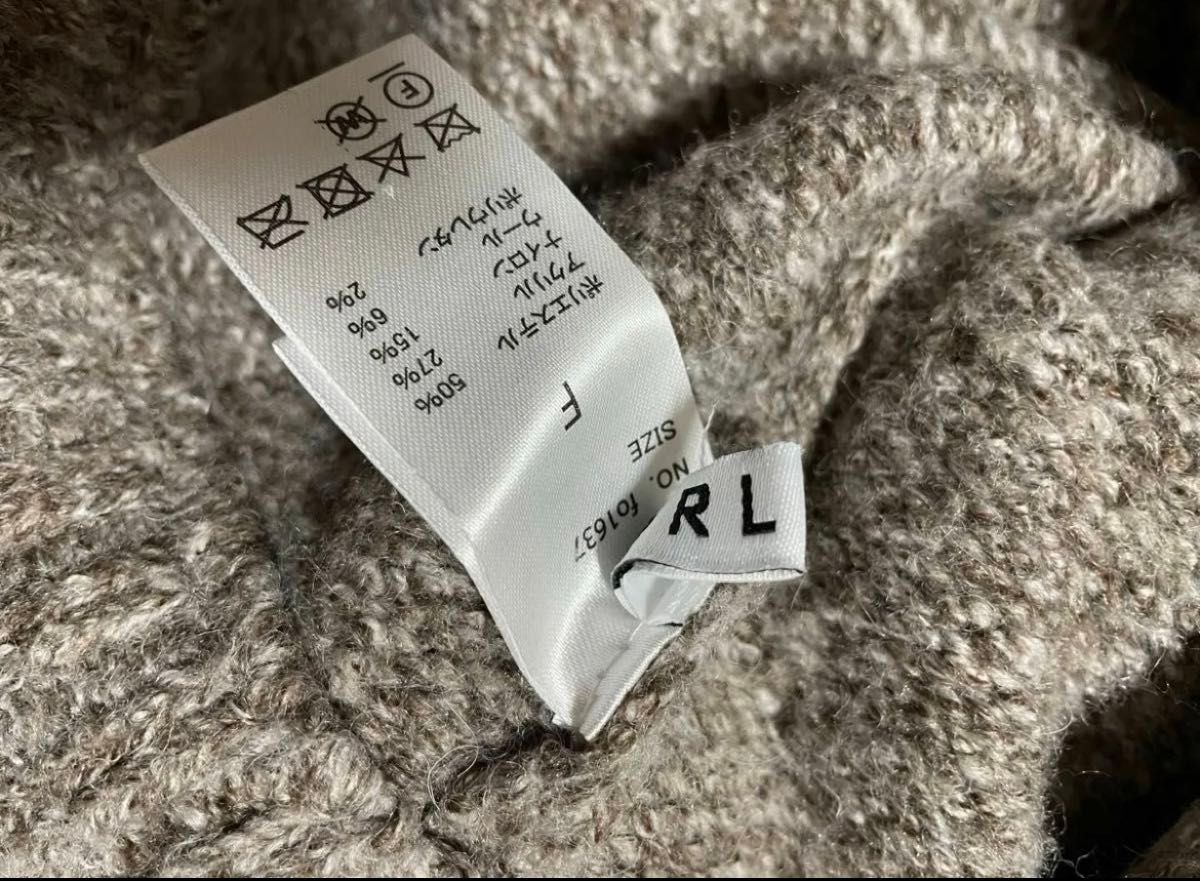 NO. fo1637
SIZE
F
ポリエステル 50%
アクリル 27%
ナイロン 15%
ウール 6%
ポリウレタン 2%
W
F
RL